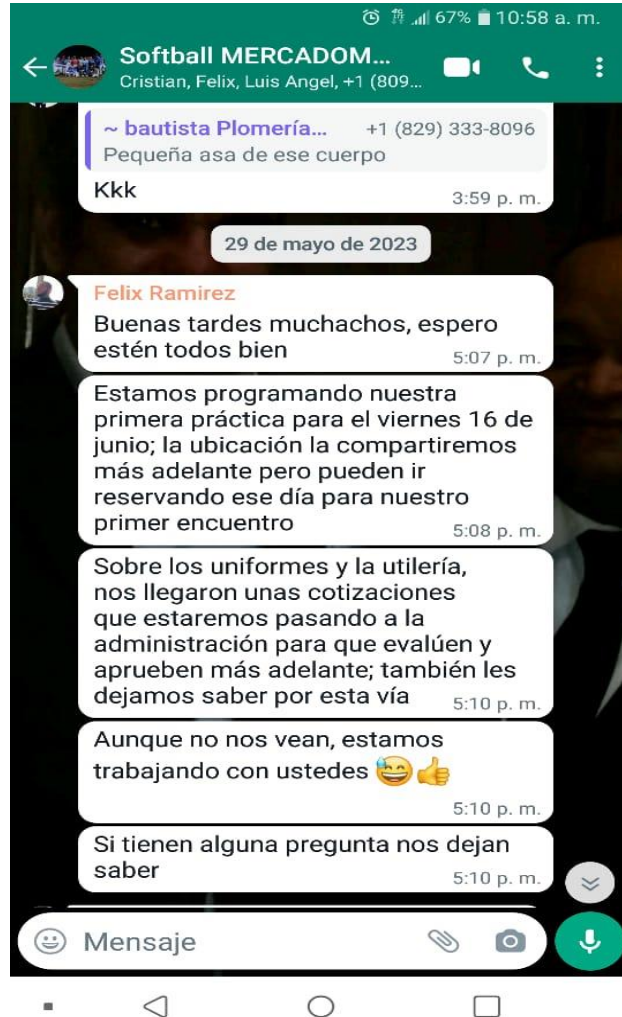 67% 10:58 a. m.
Softball MERCADOM...
Cristian, Felix, Luis Angel, +1 (809...
~ bautista Plomería... +1 (829) 333-8096
Pequeña asa de ese cuerpo
Kkk
3:59 p. m.
29 de mayo de 2023
Felix Ramirez
Buenas tardes muchachos, espero
estén todos bien
5:07 p. m.
Estamos programando nuestra
primera práctica para el viernes 16 de
junio; la ubicación la compartiremos
más adelante pero pueden ir
reservando ese día para nuestro
primer encuentro
5:08 p. m.
Sobre los uniformes y la utilería,
nos llegaron unas cotizaciones
que estaremos pasando a la
administración para que evalúen y
aprueben más adelante; también les
dejamos saber por esta vía
5:10 p. m.
Aunque no nos vean, estamos
trabajando con ustedes 😅👍
5:10 p. m.
Si tienen alguna pregunta nos dejan
saber
5:10 p. m.
Mensaje